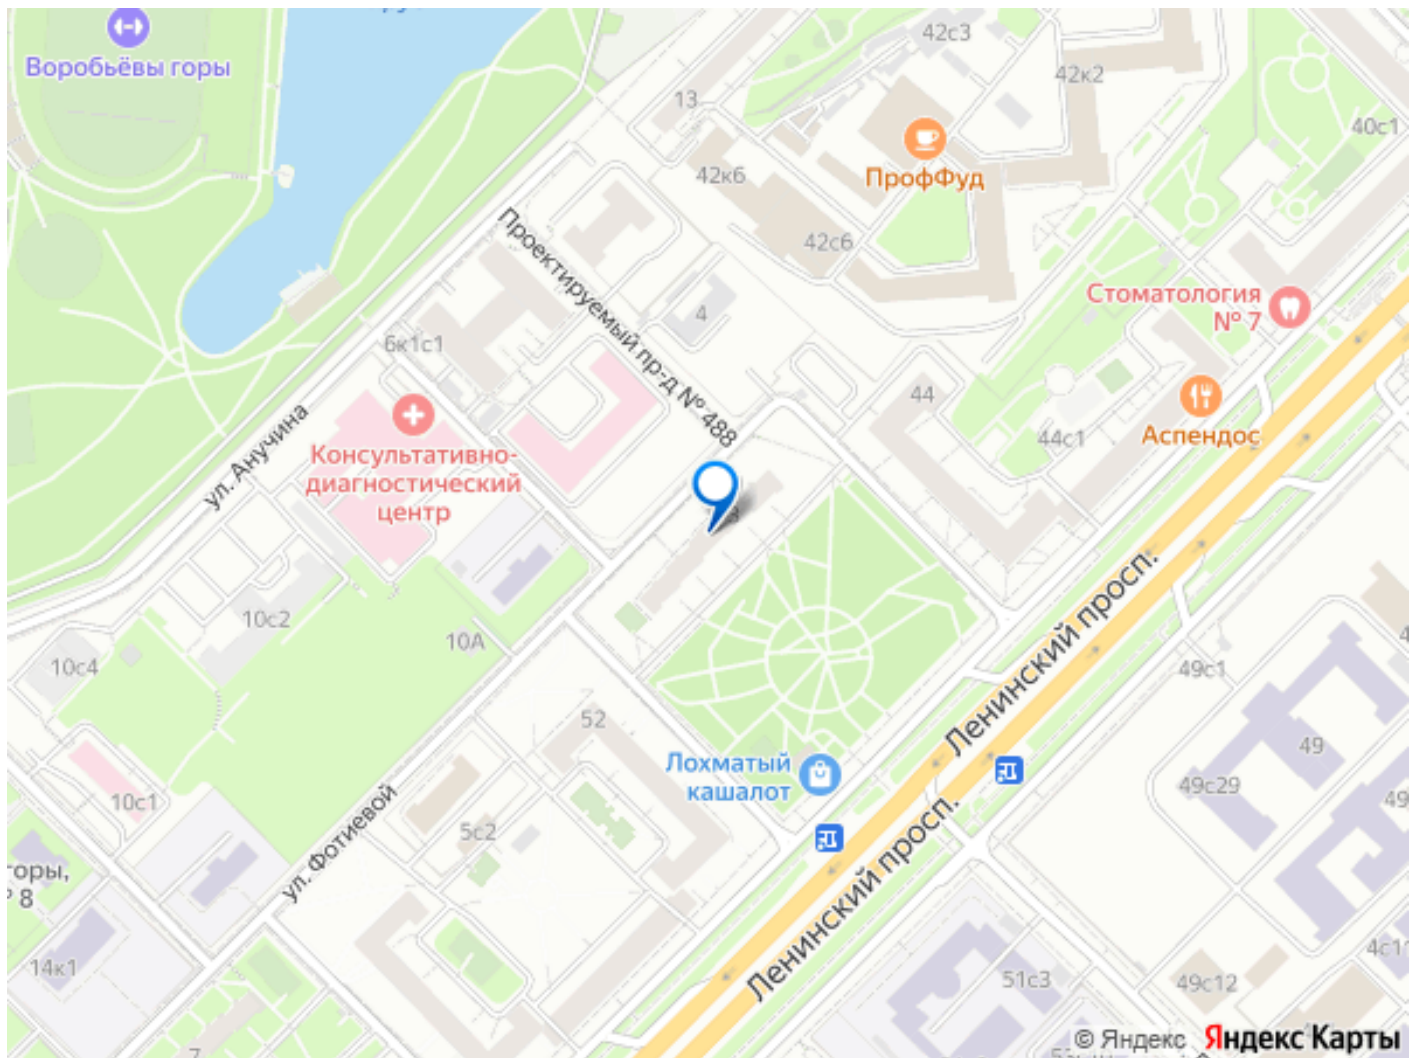 Воробьёвы горы
42с3
42к2
13
40с1
ПрофФуд
42к6
42с6
Проектируемый пр-д № 488
Стоматология
№ 7
4
6к1с1
44
44с1
Аспендос
ул. Анучина
Консультативно-
диагностический
центр
10с2
10А
10с4
49с1
Ленинский просп.
52
49
Лохматый
кашалот
49с29
10с1
5с2
ул. Фотиевой
Ленинский просп.
горы,
8
14к1
51с3
49с12
4с11
7
© Яндекс Яндекс Карты